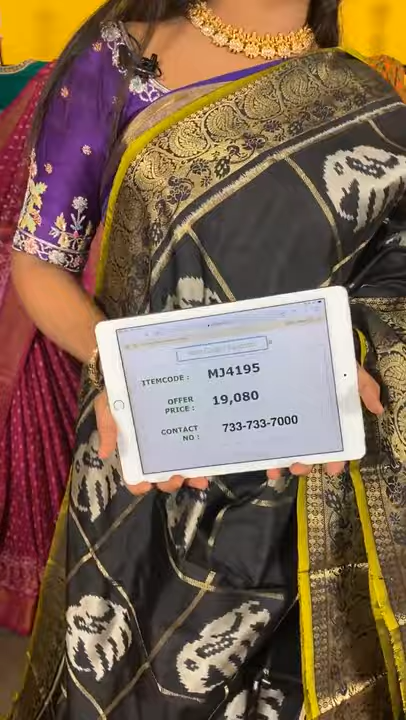 ITEMCODE : MJ4195
OFFER PRICE : 19,080
CONTACT NO : 733-733-7000